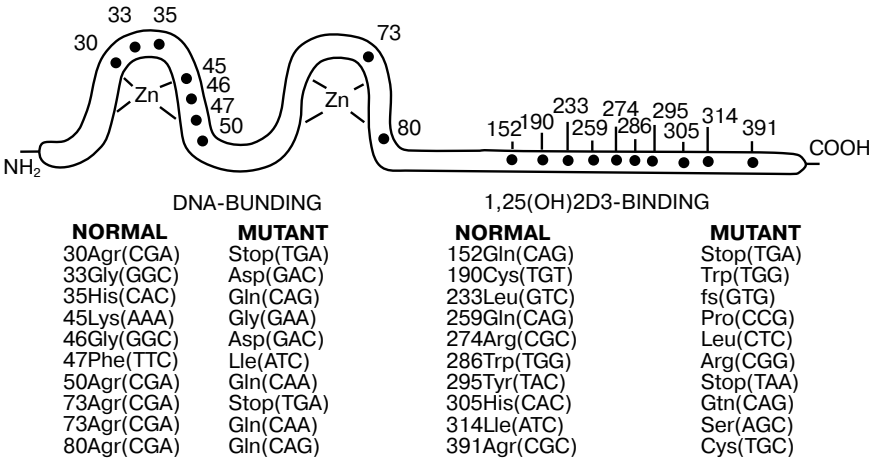 33 35
30
45
46
47
50
Zn
73
Zn
80
152 190 233 259 274 286 295 305 314 391
NH2
COOH
DNA-BUNDING 1,25(OH)2D3-BINDING
NORMAL MUTANT NORMAL MUTANT
30Agr(CGA) Stop(TGA) 152Gln(CAG) Stop(TGA)
33Gly(GGC) Asp(GAC) 190Cys(TGT) Trp(TGG)
35His(CAC) Gln(CAG) 233Leu(GTC) fs(GTG)
45Lys(AAA) Gly(GAA) 259Gln(CAG) Pro(CCG)
46Gly(GGC) Asp(GAC) 274Arg(CGC) Leu(CTC)
47Phe(TTC) Lle(ATC) 286Trp(TGG) Arg(CGG)
50Agr(CGA) Gln(CAA) 295Tyr(TAC) Stop(TAA)
73Agr(CGA) Stop(TGA) 305His(CAC) Gtn(CAG)
73Agr(CGA) Gln(CAA) 314Lle(ATC) Ser(AGC)
80Agr(CGA) Gln(CAG) 391Agr(CGC) Cys(TGC)